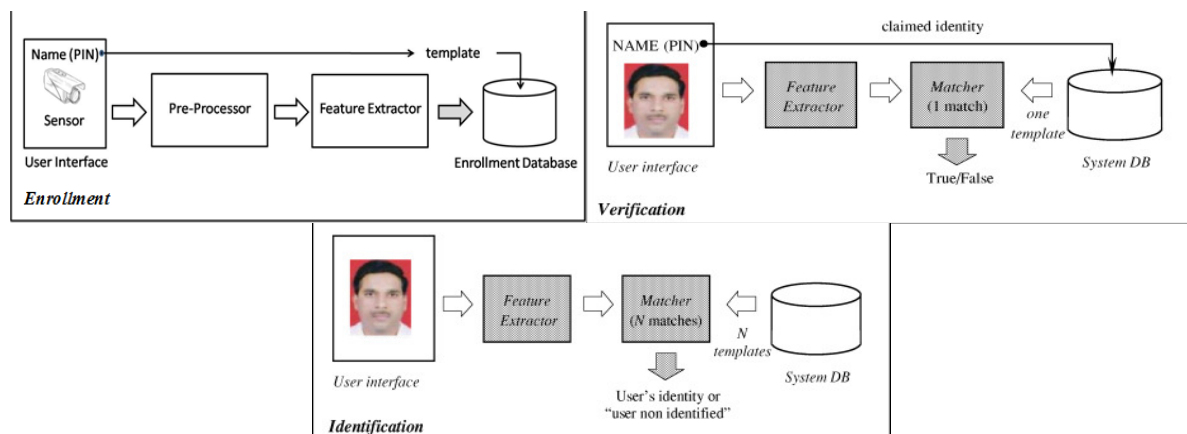 Name (PIN)
template
Sensor
Pre-Processor
Feature Extractor
User Interface
Enrollment Database
Enrollment
claimed identity
NAME (PIN)
Feature
Extractor
Matcher
(1 match)
one
template
User interface
System DB
True/False
Verification
Feature
Extractor
Matcher
(N matches)
N
templates
User interface
System DB
User's identity or
“user non identified”
Identification